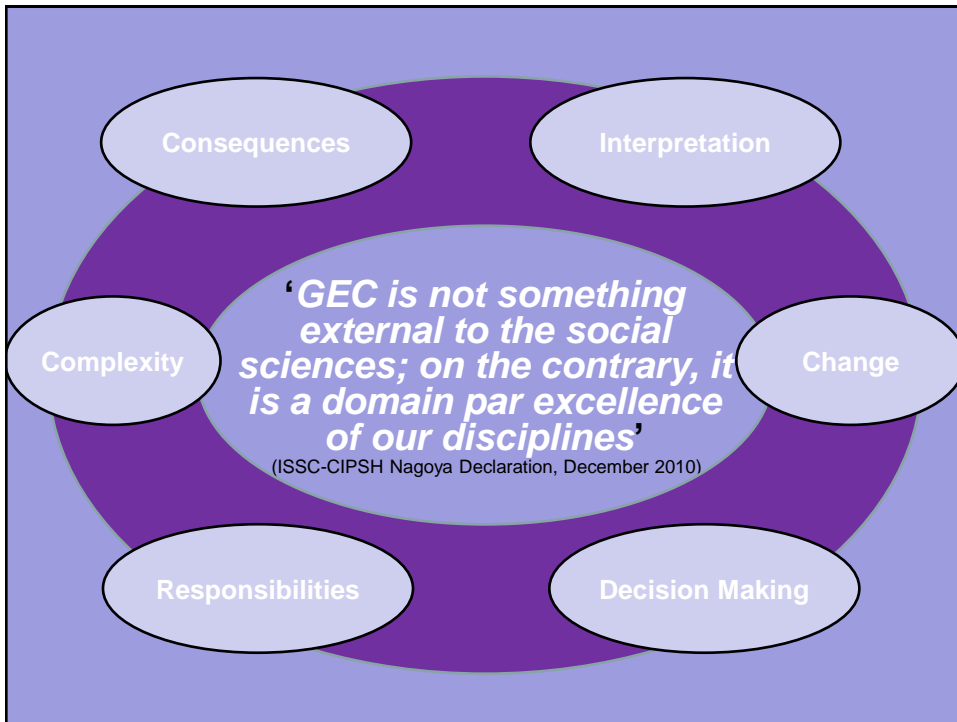 Consequences
Interpretation
Complexity
‘GEC is not something
external to the social
sciences; on the contrary, it
is a domain par excellence
of our disciplines’
(ISSC-CIPSH Nagoya Declaration, December 2010)
Change
Responsibilities
Decision Making